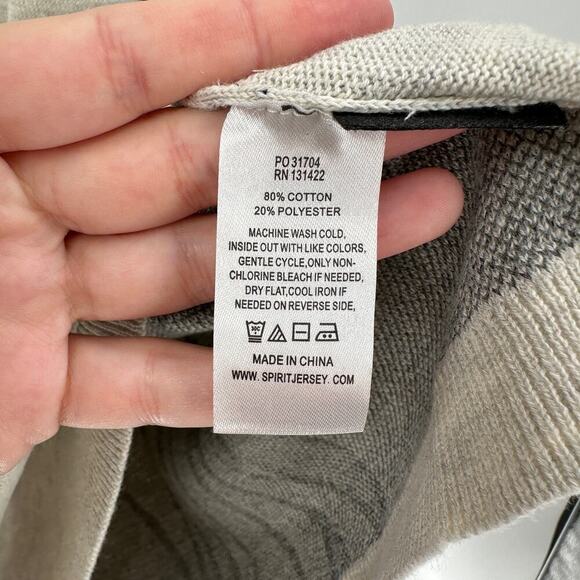 PO 31704
RN 131422
80% COTTON
20% POLYESTER
MACHINE WASH COLD,
INSIDE OUT WITH LIKE COLORS,
GENTLE CYCLE,ONLY NON-
CHLORINE BLEACH IF NEEDED,
DRY FLAT,COOL IRON IF
NEEDED ON REVERSE SIDE,
30C
MADE IN CHINA
WWW. SPIRITJERSEY. COM